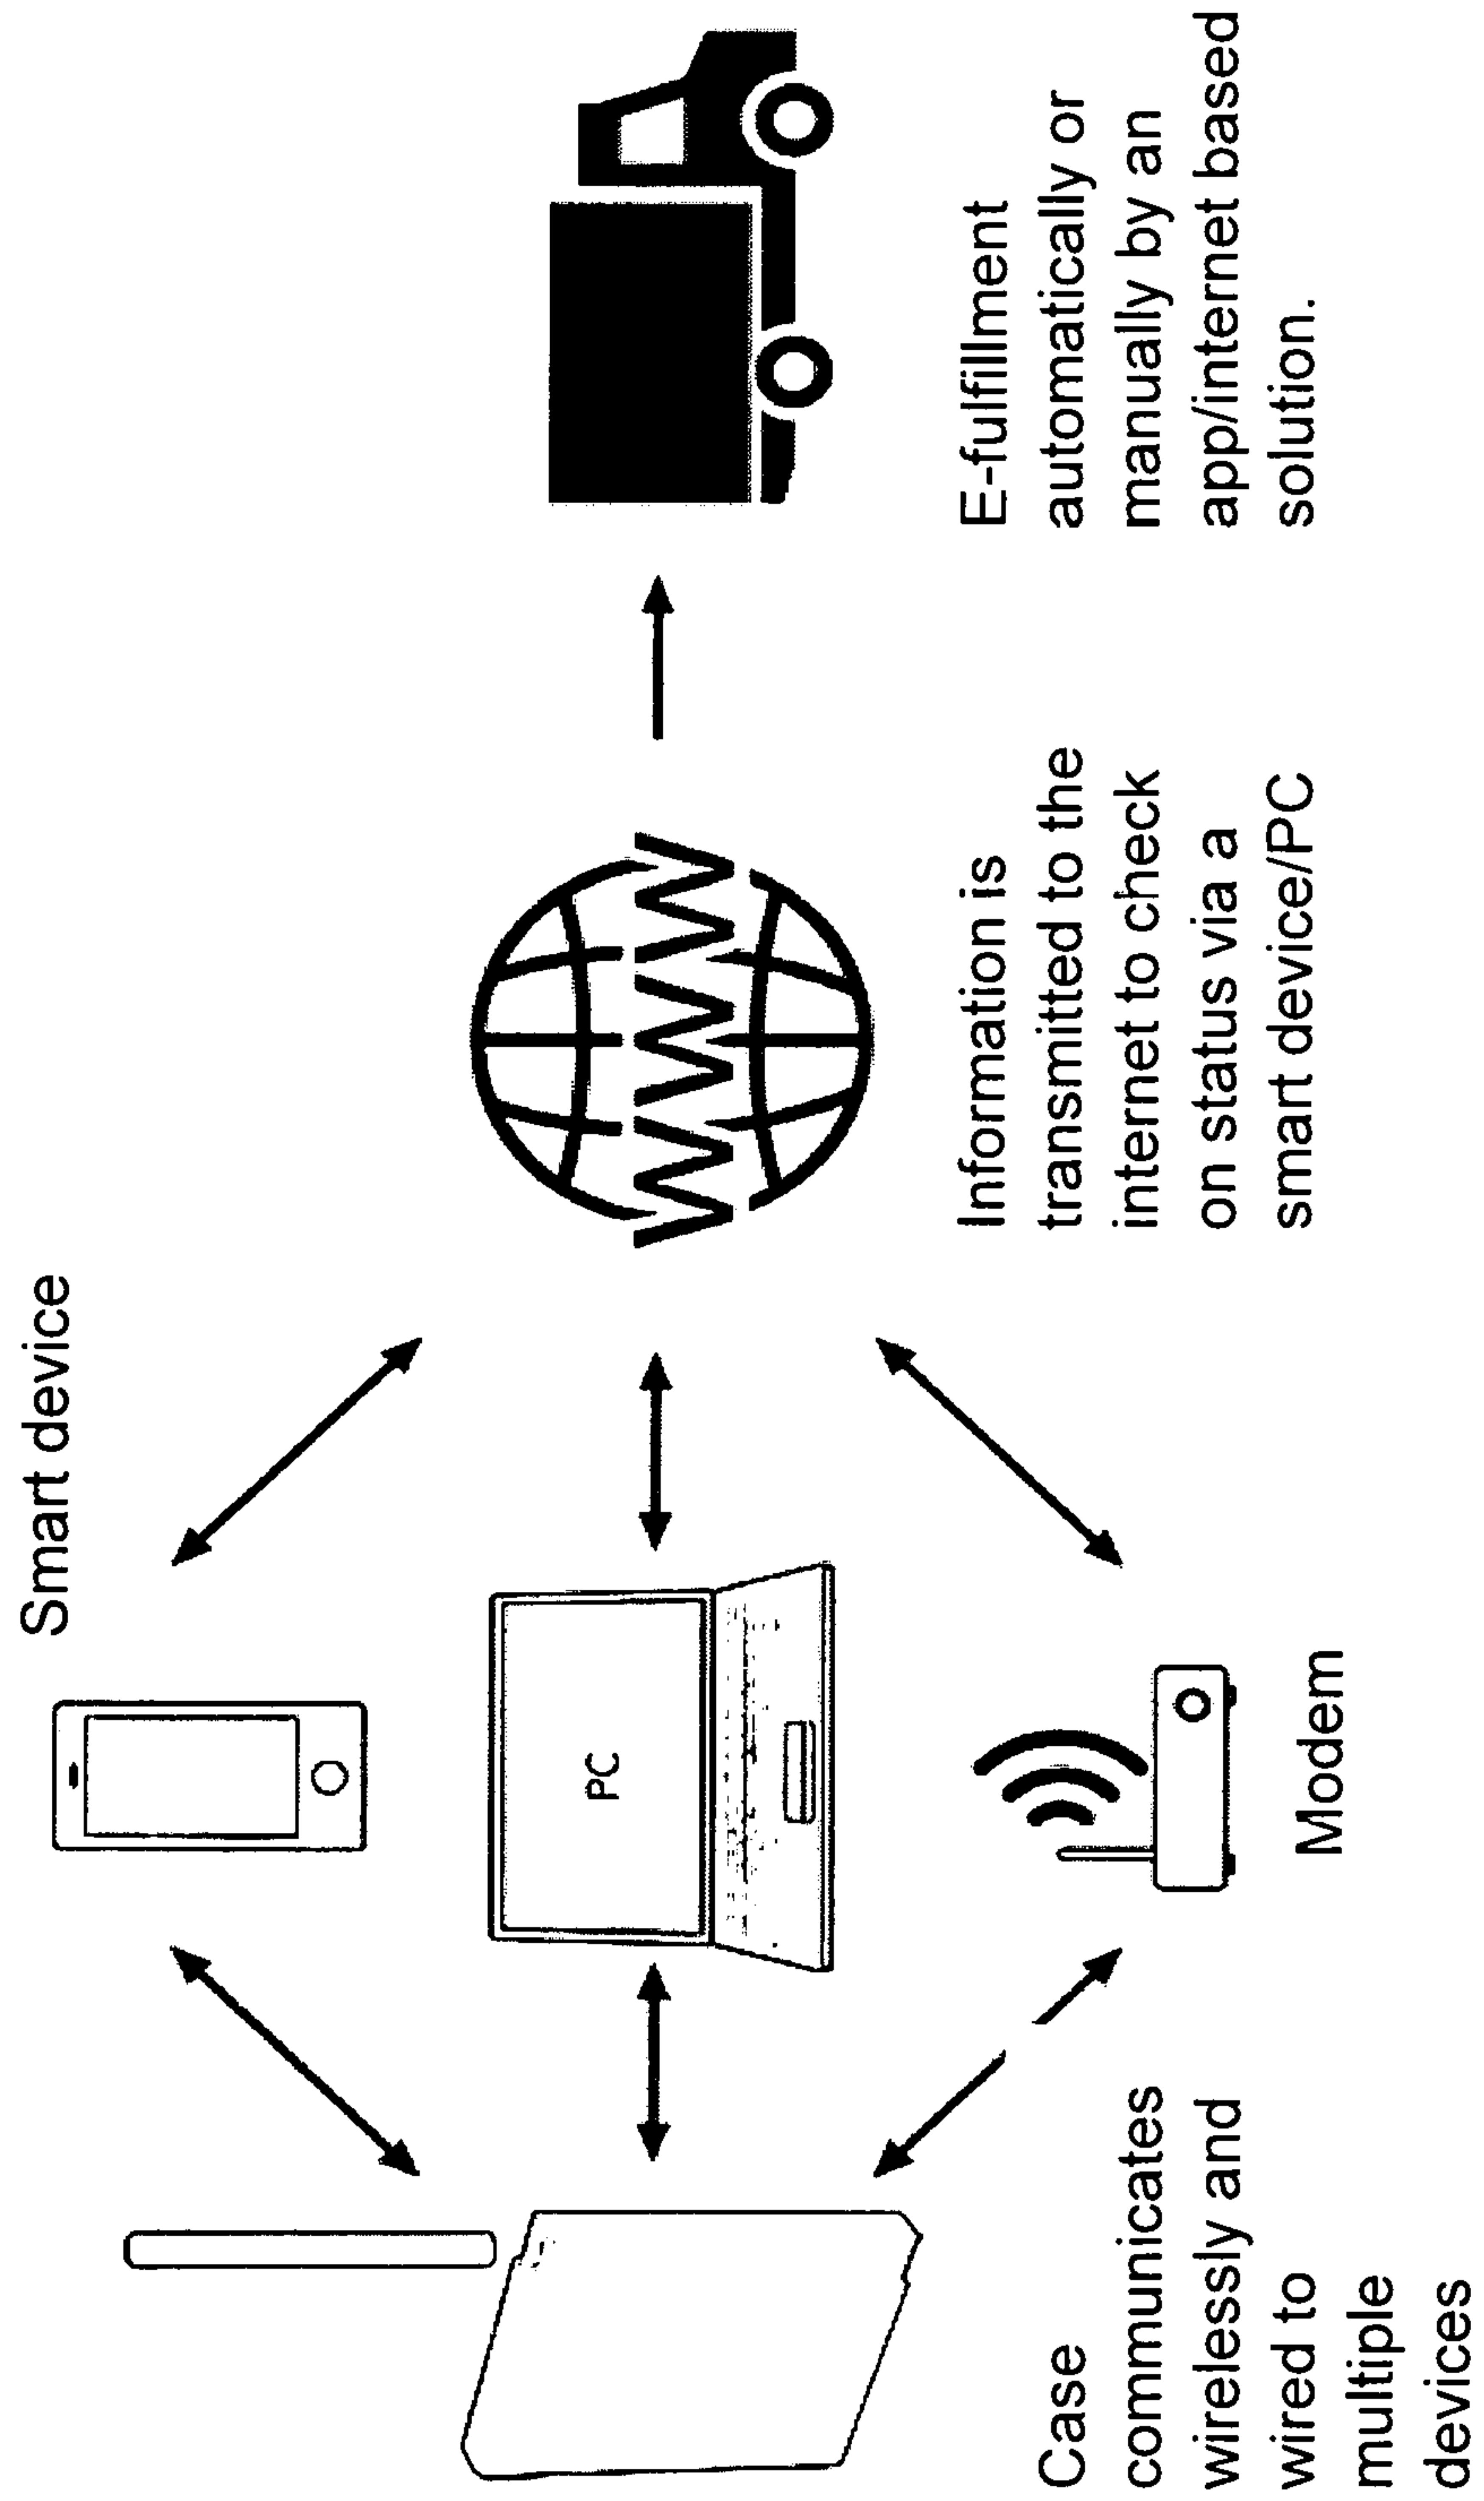 Smart device
PC
Modem
WWW
Case
communicates
wirelessly and
wired to
multiple
devices
Information is
transmitted to the
internet to check
on status via a
smart device/PC
E-fulfillment
automatically or
manually by an
app/internet based
solution.